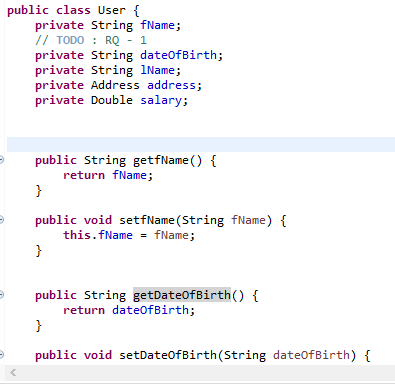 public class User {
    private String fName;
    // TODO : RQ - 1
    private String dateOfBirth;
    private String lName;
    private Address address;
    private Double salary;
    public String getfName() {
        return fName;
    }
    public void setfName(String fName) {
        this.fName = fName;
    }
    public String getDateOfBirth() {
        return dateOfBirth;
    }
    public void setDateOfBirth(String dateOfBirth) {